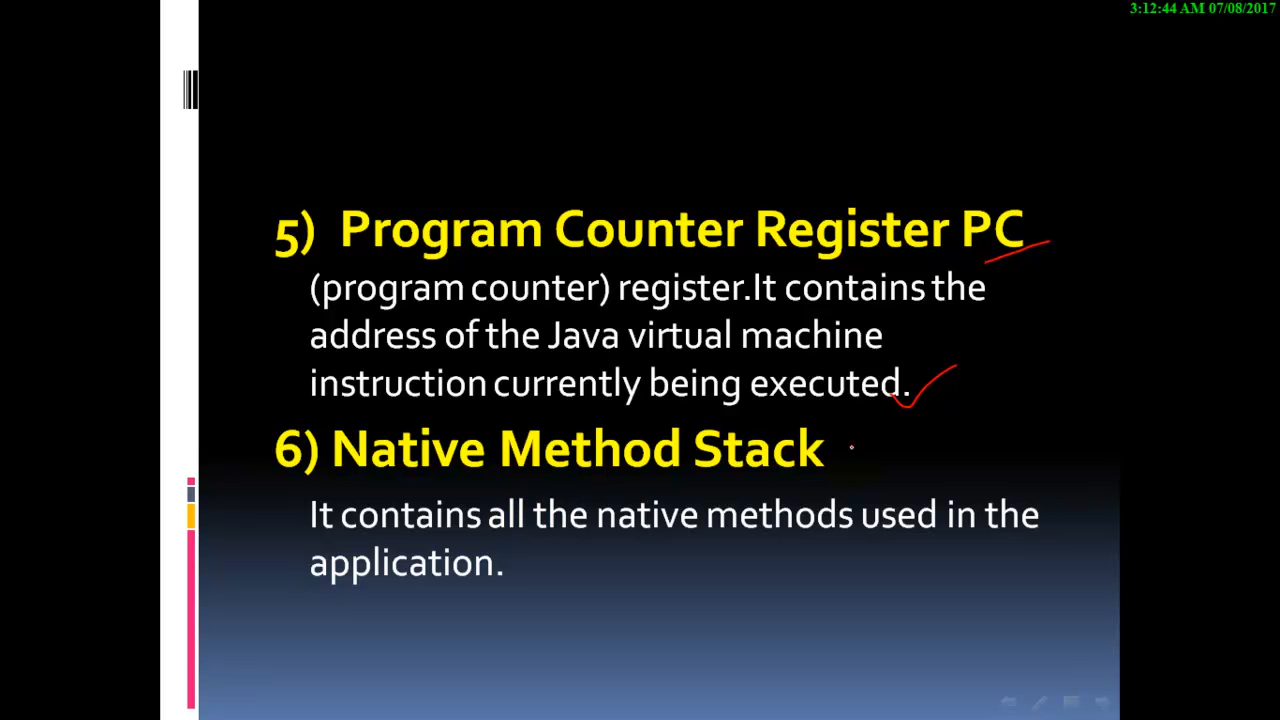 3:12:44 AM 07/08/2017
5) Program Counter Register PC
(program counter) register.It contains the
address of the Java virtual machine
instruction currently being executed.
6) Native Method Stack
It contains all the native methods used in the
application.